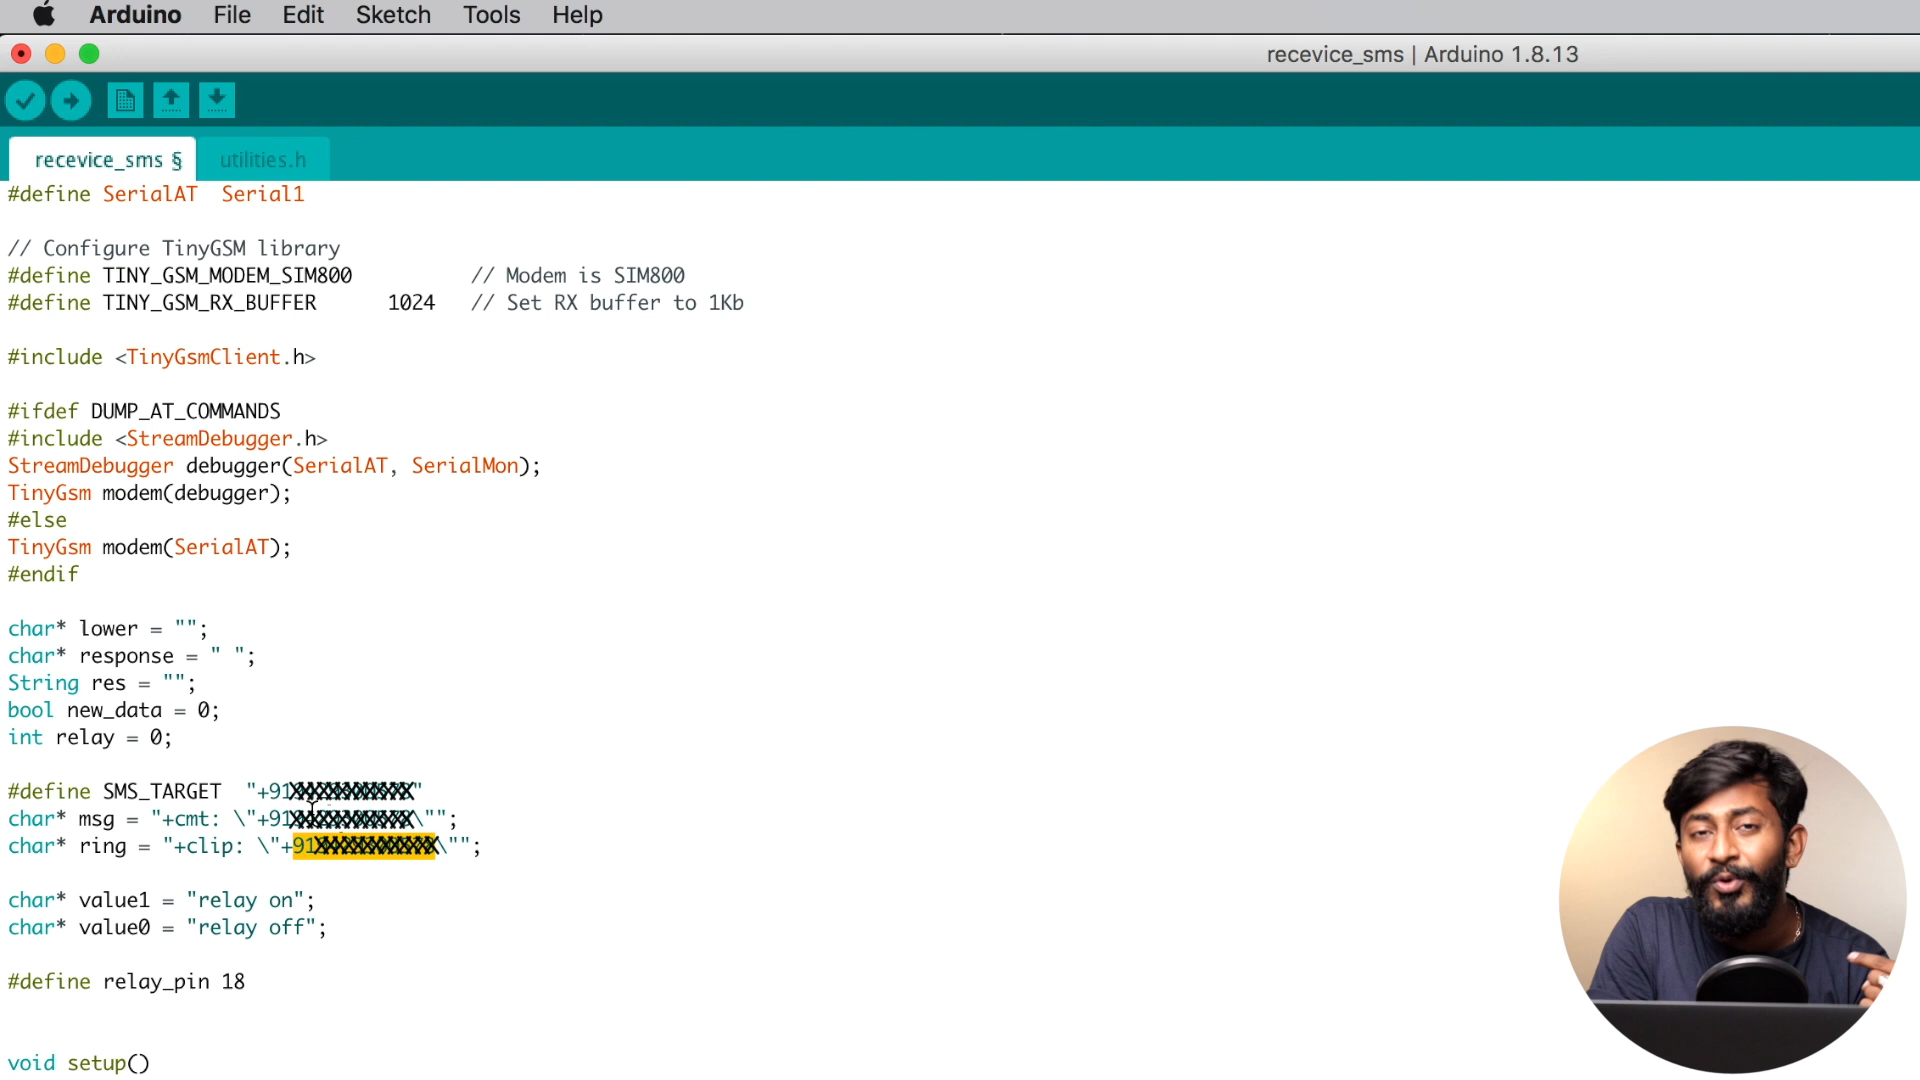 Arduino File Edit Sketch Tools Help
recevice_sms | Arduino 1.8.13
recevice_sms § utilities.h
#define SerialAT Serial1
// Configure TinyGSM library
#define TINY_GSM_MODEM_SIM800 // Modem is SIM800
#define TINY_GSM_RX_BUFFER 1024 // Set RX buffer to 1Kb
#include <TinyGsmClient.h>
#ifdef DUMP_AT_COMMANDS
#include <StreamDebugger.h>
StreamDebugger debugger(SerialAT, SerialMon);
TinyGsm modem(debugger);
#else
TinyGsm modem(SerialAT);
#endif
char* lower = "";
char* response = " ";
String res = "";
bool new_data = 0;
int relay = 0;
#define SMS_TARGET "+91"
char* msg = "+cmt: \"+91\"";
char* ring = "+clip: \"+91\"";
char* value1 = "relay on";
char* value0 = "relay off";
#define relay_pin 18
void setup()